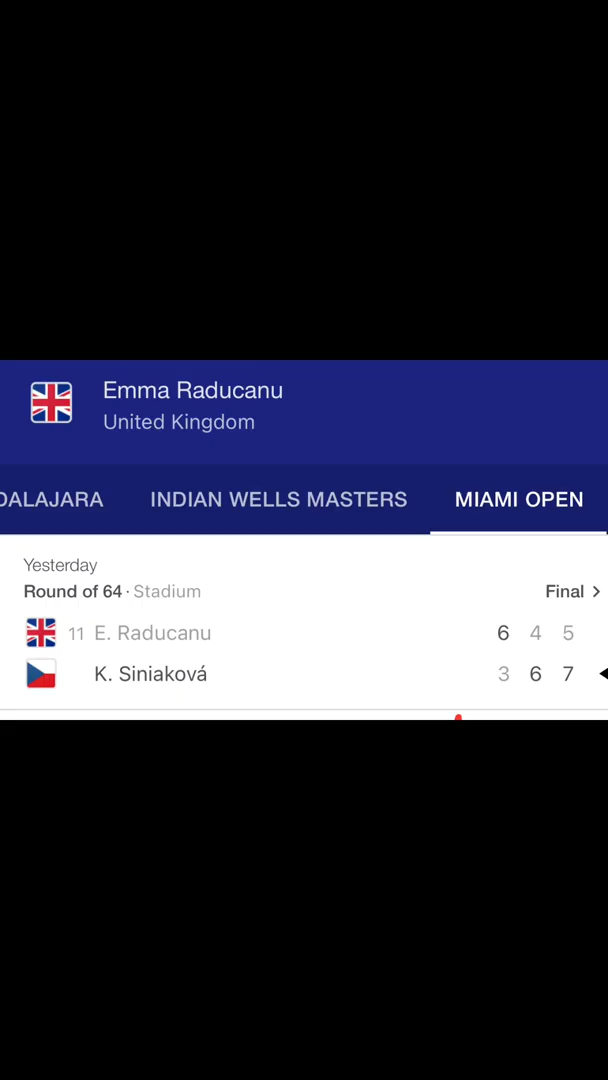 Emma Raducanu
United Kingdom
DALAJARA INDIAN WELLS MASTERS MIAMI OPEN
Yesterday
Round of 64 · Stadium Final >
11 E. Raducanu 6 4 5
K. Siniaková 3 6 7